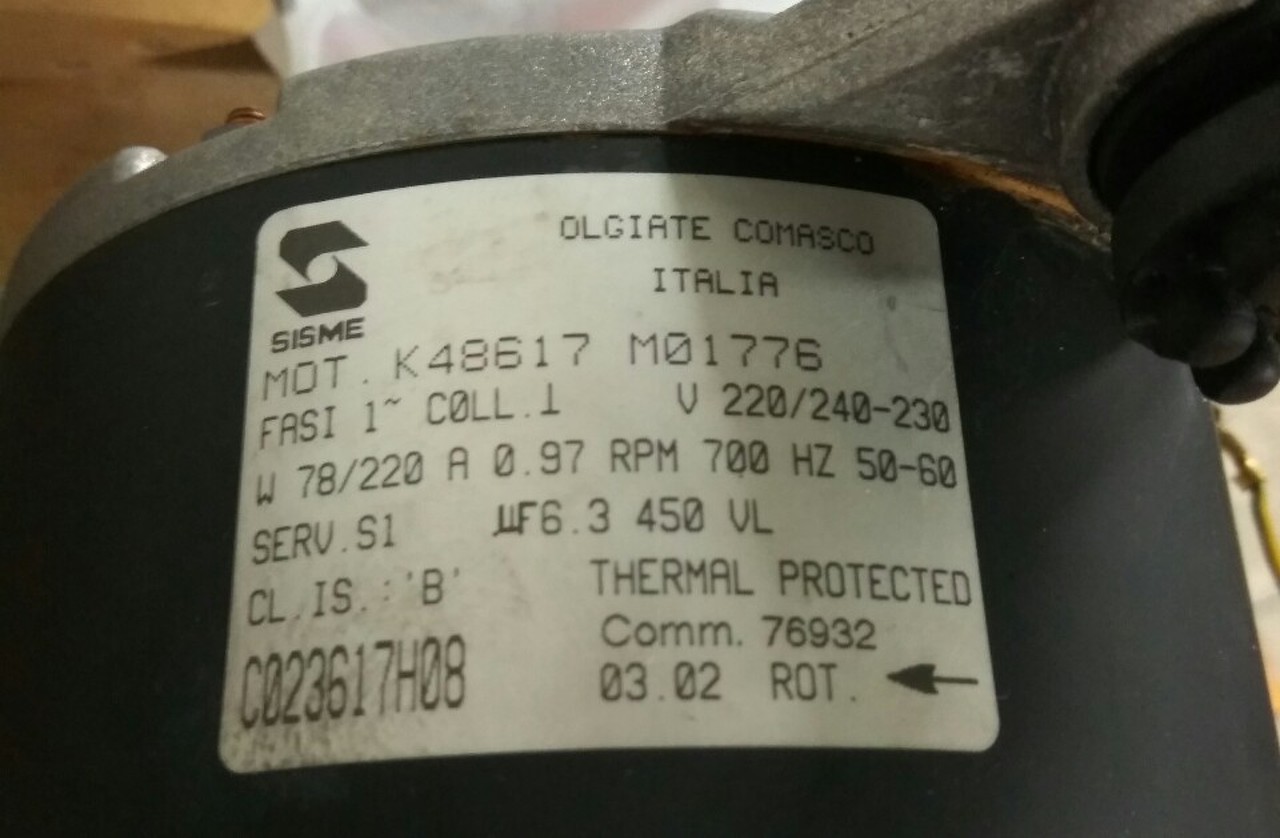 OLGIATE COMASCO
ITALIA
SISME
MOT. K48617 M01776
FASI 1~ COLL.1 V 220/240-230
W 78/220 A 0.97 RPM 700 HZ 50-60
SERV.S1 µF6.3 450 VL
CL.IS.:'B' THERMAL PROTECTED
Comm. 76932
C023617H08 03.02 ROT.